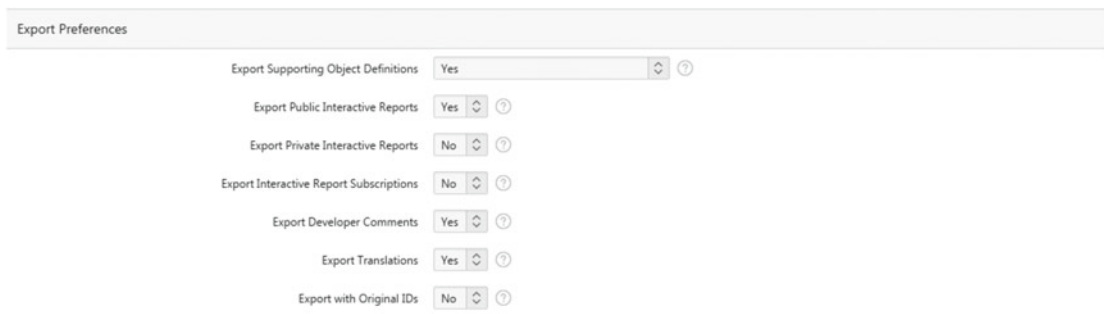 Export Preferences
Export Supporting Object Definitions Yes
Export Public Interactive Reports Yes
Export Private Interactive Reports No
Export Interactive Report Subscriptions No
Export Developer Comments Yes
Export Translations Yes
Export with Original IDs No